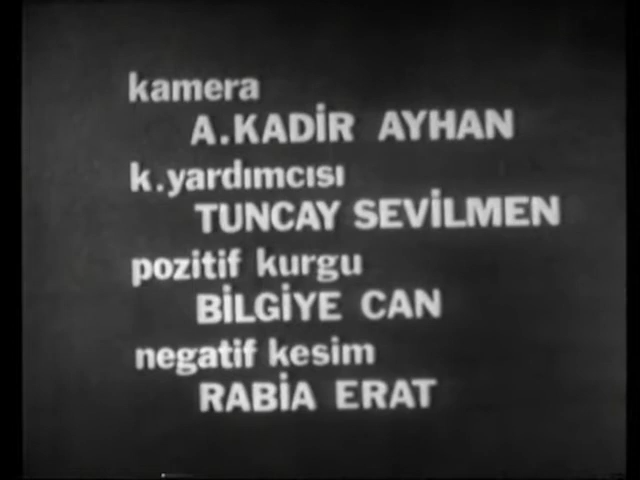 kamera
A.KADİR AYHAN
k.yardımcısı
TUNCAY SEVİLMEN
pozitif kurgu
BİLGİYE CAN
negatif kesim
RABİA ERAT